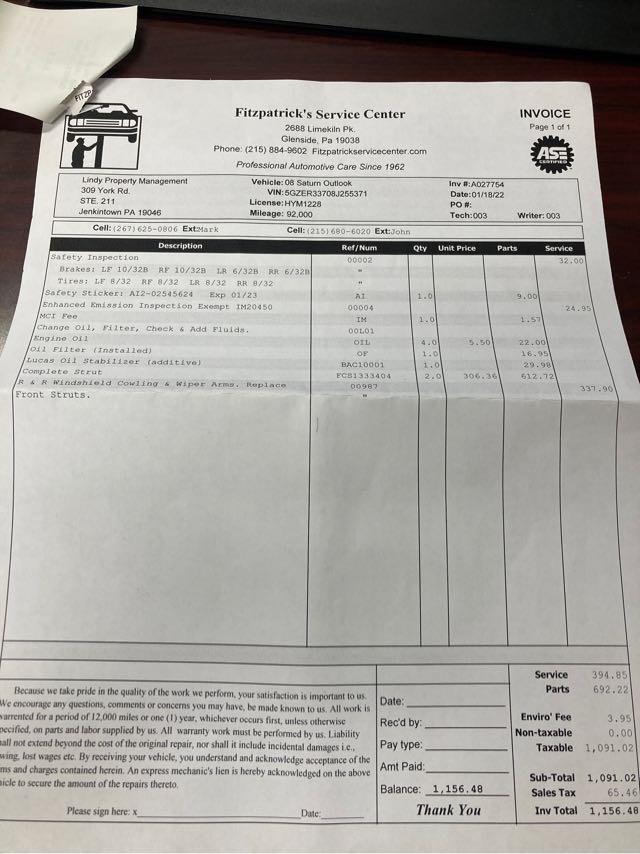 FITZP
Fitzpatrick's Service Center
2688 Limekiln Pk.
Glenside, Pa 19038
Phone: (215) 884-9602 Fitzpatrickservicecenter.com
Professional Automotive Care Since 1962
INVOICE
Page 1 of 1
ASE
CERTIFIED
Lindy Property Management
309 York Rd.
STE. 211
Jenkintown PA 19046
Vehicle: 08 Saturn Outlook
VIN: 5GZER33708J255371
License: HYM1228
Mileage: 92,000
Inv #: A027754
Date: 01/18/22
PO #:
Tech: 003 Writer: 003
Cell: (267) 625-0806 Ext: Mark Cell: (215) 680-6020 Ext: John
Description Ref/Num Qty Unit Price Parts Service
Safety Inspection 00002 32.00
Brakes: LF 10/32B RF 10/32B LR 6/32B RR 6/32B "
Tires: LF 8/32 RF 8/32 LR 8/32 RR 8/32 "
Safety Sticker: AI2-02545624 Exp 01/23 AI 1.0 9.00
Enhanced Emission Inspection Exempt IM20450 00004 24.95
MCI Fee IM 1.0 1.57
Change Oil, Filter, Check & Add Fluids. 00L01
Engine Oil OIL 4.0 5.50 22.00
Oil Filter (Installed) OF 1.0 16.95
Lucas Oil Stabilizer (additive) BAC10001 1.0 29.98
Complete Strut FCS1333404 2.0 306.36 612.72
R & R Windshield Cowling & Wiper Arms. Replace 00987 337.90
Front Struts. "
Because we take pride in the quality of the work we perform, your satisfaction is important to us.
We encourage any questions, comments or concerns you may have, be made known to us. All work is
warrented for a period of 12,000 miles or one (1) year, whichever occurs first, unless otherwise
specified, on parts and labor supplied by us. All warranty work must be performed by us. Liability
hall not extend beyond the cost of the original repair, nor shall it include incidental damages i.e.,
wing, lost wages etc. By receiving your vehicle, you understand and acknowledge acceptance of the
ms and charges contained herein. An express mechanic's lien is hereby acknowledged on the above
icle to secure the amount of the repairs thereto.
Please sign here: x Date:
Date:
Rec'd by:
Pay type:
Amt Paid:
Balance: 1,156.48
Thank You
Service 394.85
Parts 692.22
Enviro' Fee 3.95
Non-taxable 0.00
Taxable 1,091.02
Sub-Total 1,091.02
Sales Tax 65.46
Inv Total 1,156.48